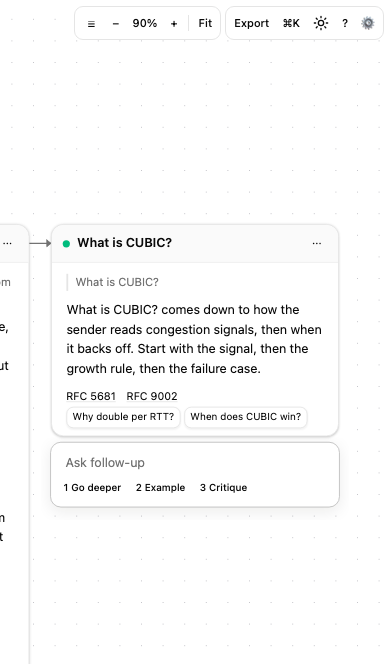 ≡ − 90% + Fit Export ⌘K ?
... What is CUBIC? ...
om
What is CUBIC?
What is CUBIC? comes down to how the
e,
sender reads congestion signals, then when
it backs off. Start with the signal, then the
ut
growth rule, then the failure case.
RFC 5681 RFC 9002
Why double per RTT? When does CUBIC win?
Ask follow-up
1 Go deeper 2 Example 3 Critique
m
t